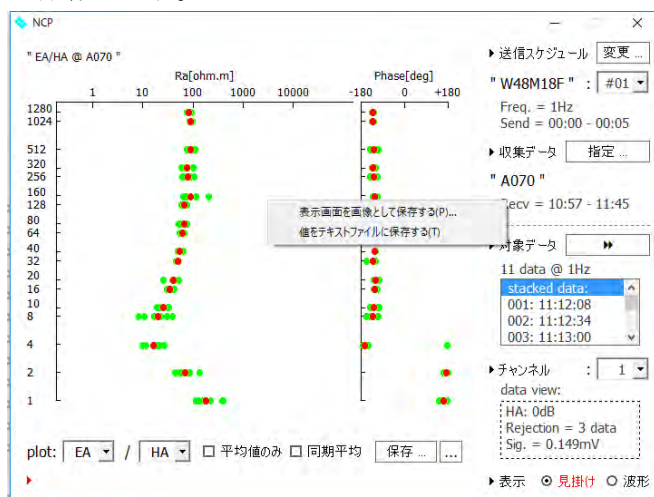 NCP
" EA/HA @ A070 "
Ra[ohm.m]
1 10 100 1000 10000
Phase[deg]
-180 0 +180
1280
1024
512
320
256
160
128
80
64
40
32
20
16
10
8
4
2
1
表示画面を画像として保存する(P)...
値をテキストファイルに保存する(T)
plot: EA / HA 平均値のみ 同期平均 保存 ... ...
送信スケジュール 変更 ...
" W48M18F " : #01
Freq. = 1Hz
Send = 00:00 - 00:05
収集データ 指定 ...
" A070 "
Recv = 10:57 - 11:45
対象データ
11 data @ 1Hz
stacked data:
001: 11:12:08
002: 11:12:34
003: 11:13:00
チャンネル : 1
data view:
HA: 0dB
Rejection = 3 data
Sig. = 0.149mV
表示 見掛け 波形